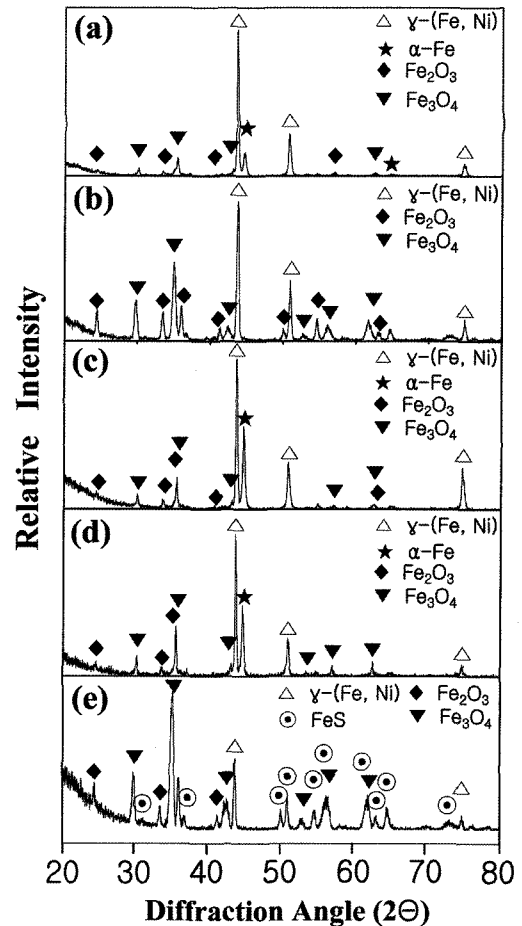 (a)
△ ɣ-(Fe, Ni)
★ α-Fe
◆ Fe₂O₃
▼ Fe₃O₄
(b)
△ ɣ-(Fe, Ni)
◆ Fe₂O₃
▼ Fe₃O₄
(c)
△ ɣ-(Fe, Ni)
★ α-Fe
◆ Fe₂O₃
▼ Fe₃O₄
(d)
△ ɣ-(Fe, Ni)
★ α-Fe
◆ Fe₂O₃
▼ Fe₃O₄
(e)
△ ɣ-(Fe, Ni) ◆ Fe₂O₃
⊙ FeS ▼ Fe₃O₄
Relative Intensity
20 30 40 50 60 70 80
Diffraction Angle (2Θ)